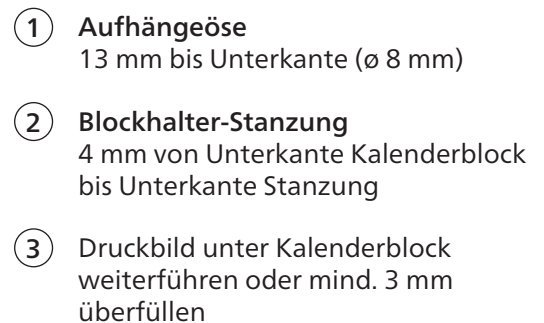 1 Aufhängeöse
13 mm bis Unterkante (ø 8 mm)
2 Blockhalter-Stanzung
4 mm von Unterkante Kalenderblock
bis Unterkante Stanzung
3 Druckbild unter Kalenderblock
weiterführen oder mind. 3 mm
überfüllen